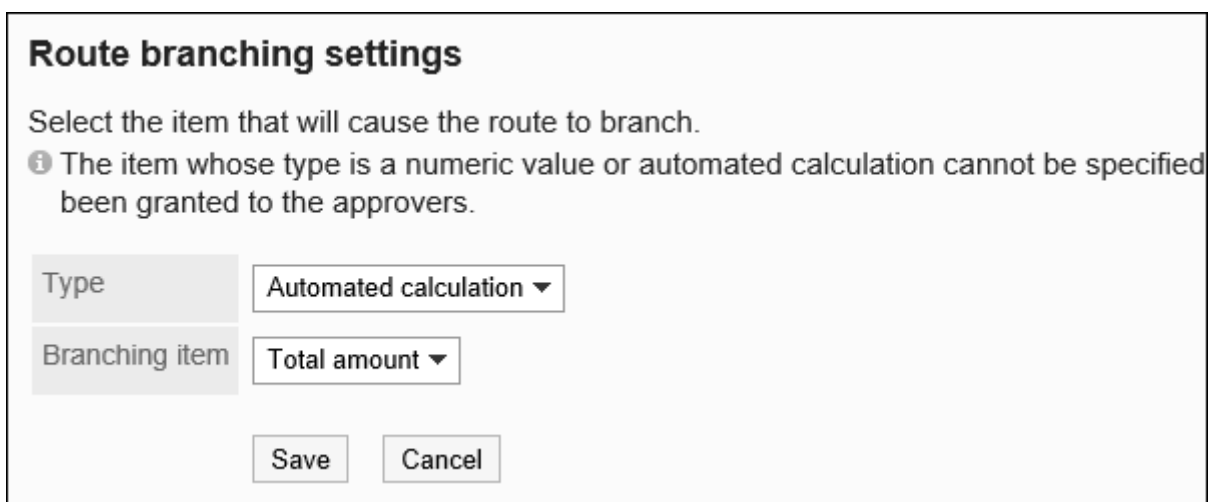 Route branching settings
Select the item that will cause the route to branch.
The item whose type is a numeric value or automated calculation cannot be specified
been granted to the approvers.
Type
Automated calculation
Branching item
Total amount
Save
Cancel